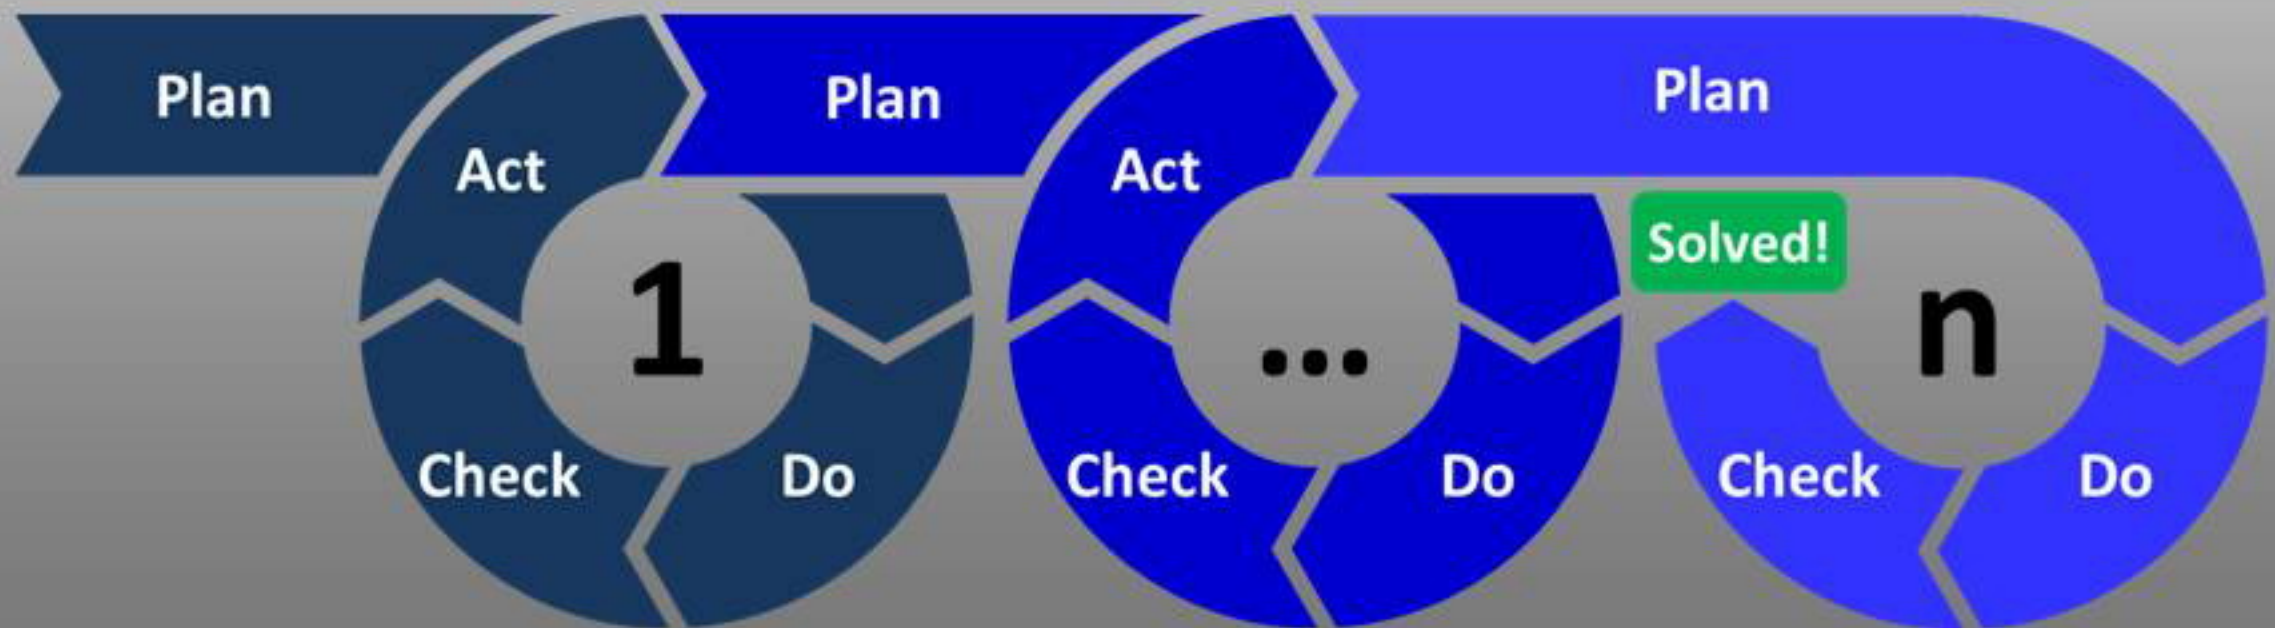 Plan
Act
1
Check
Do
Plan
Act
...
Check
Do
Plan
Solved!
n
Check
Do